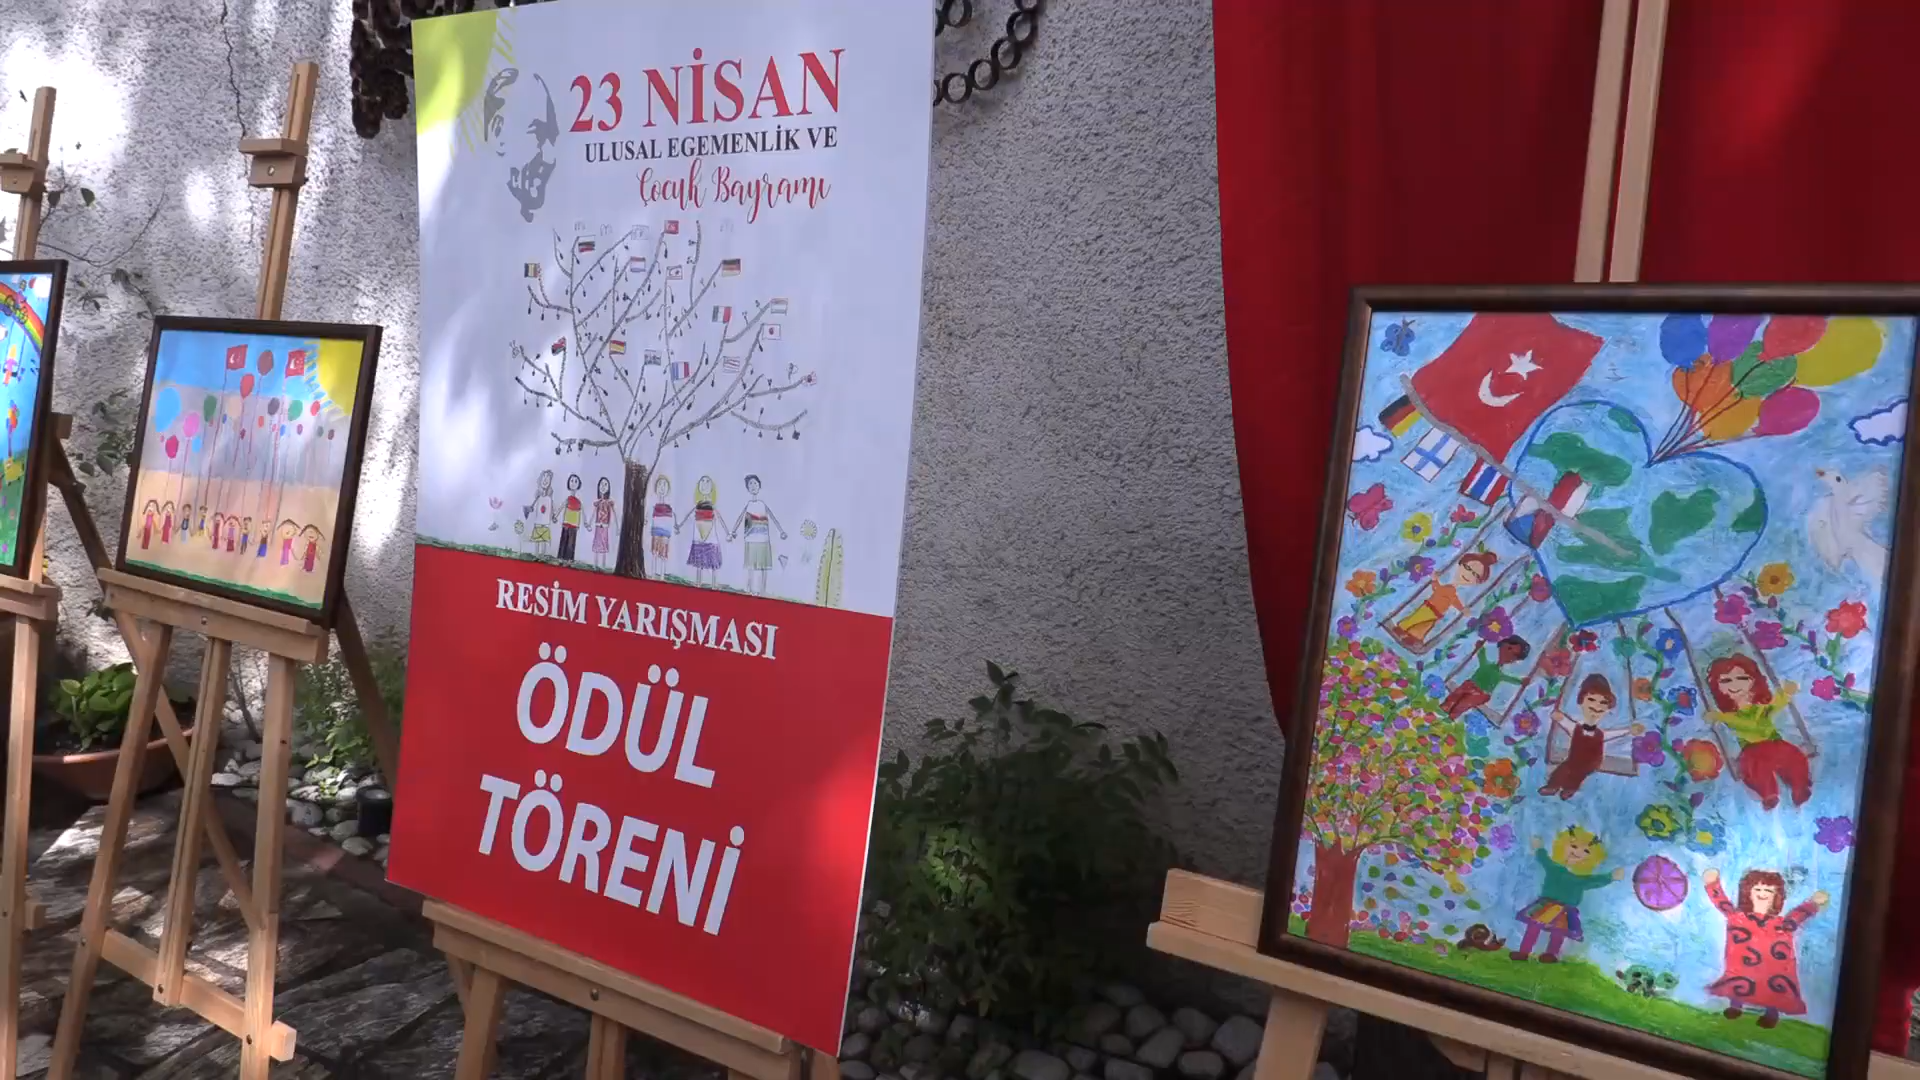 23 NİSAN
ULUSAL EGEMENLİK VE
Çocuk Bayramı
RESİM YARIŞMASI
ÖDÜL
TÖRENİ